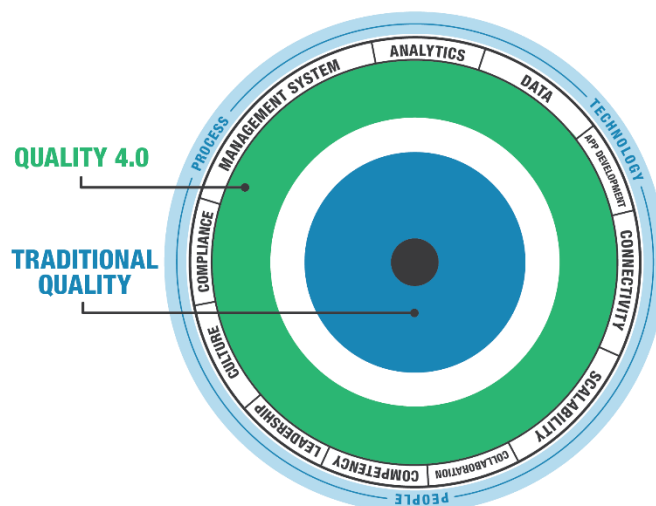 ANALYTICS
DATA
APP DEVELOPMENT
CONNECTIVITY
SCALABILITY
COLLABORATION
COMPETENCY
LEADERSHIP
CULTURE
COMPLIANCE
MANAGEMENT SYSTEM
PROCESS
TECHNOLOGY
PEOPLE
QUALITY 4.0
TRADITIONAL
QUALITY